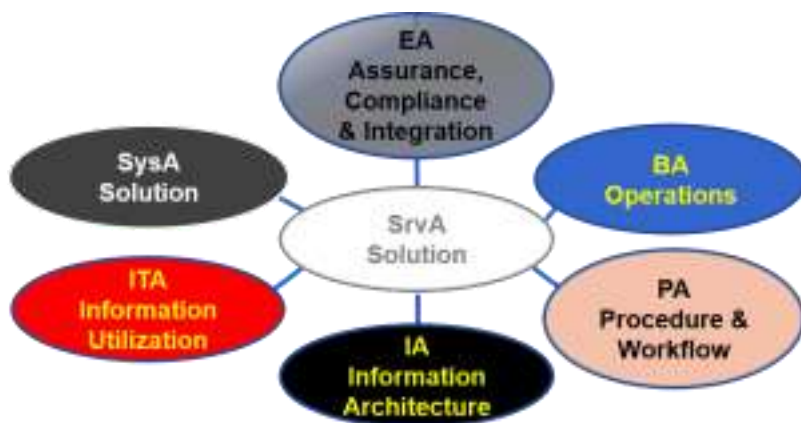 EA
Assurance,
Compliance
& Integration
SysA
Solution
BA
Operations
SrvA
Solution
ITA
Information
Utilization
PA
Procedure &
Workflow
IA
Information
Architecture